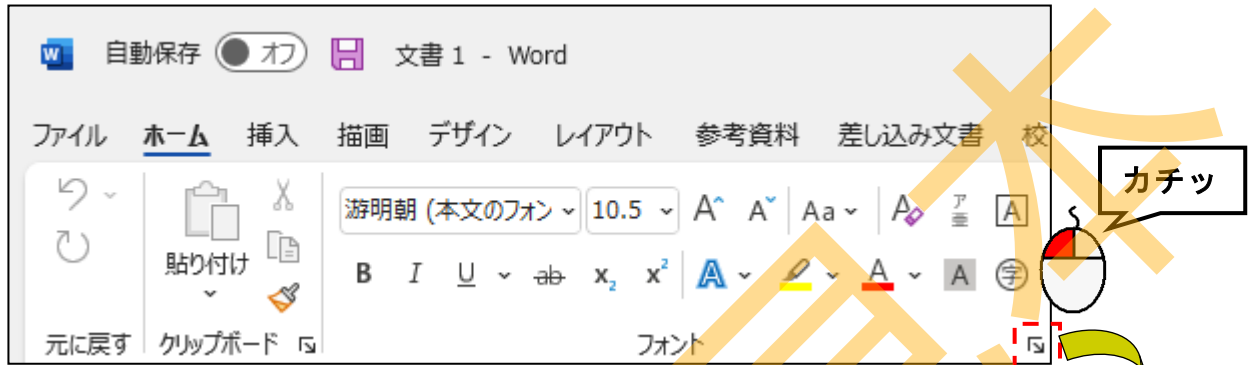 自動保存 オフ 文書 1 - Word
ファイル ホーム 挿入 描画 デザイン レイアウト 参考資料 差し込み文書 校
カチッ
游明朝 (本文のフォン 10.5 A A Aa A ア亜 A
貼り付け
B I U ab x₂ x² A A A 字
元に戻す クリップボード フォント